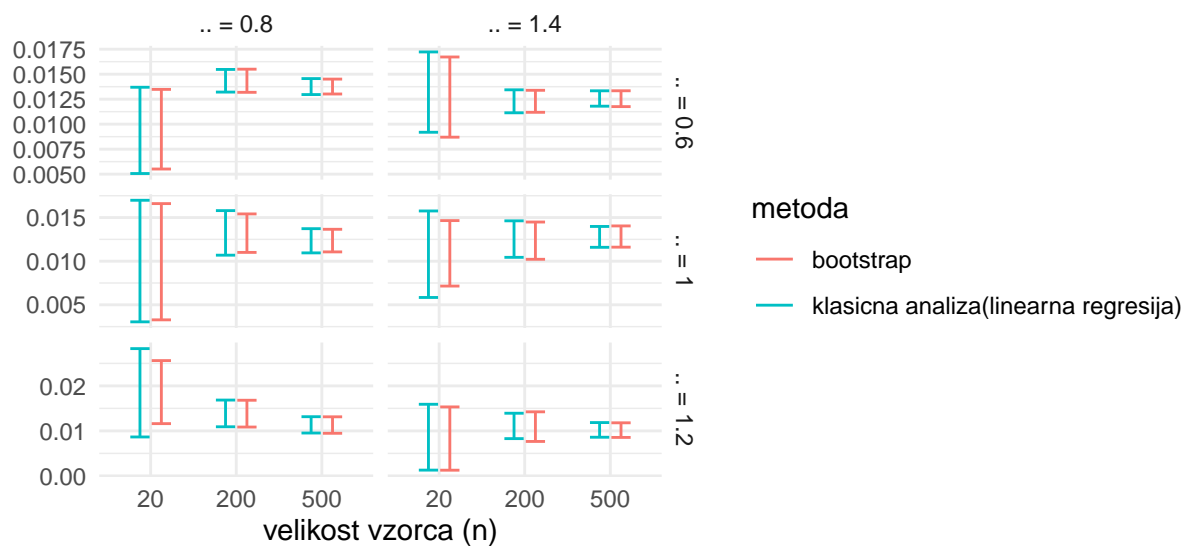 .. = 0.8
.. = 1.4
0.0175
0.0150
0.0125
0.0100
0.0075
0.0050
.. = 0.6
0.015
0.010
0.005
.. = 1
0.02
0.01
0.00
.. = 1.2
20
200
500
20
200
500
velikost vzorca (n)
metoda
bootstrap
klasicna analiza(linearna regresija)